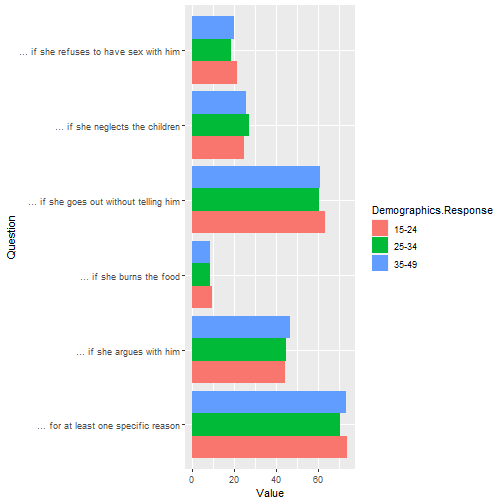 Question
... if she refuses to have sex with him
... if she neglects the children
... if she goes out without telling him
... if she burns the food
... if she argues with him
... for at least one specific reason
0 20 40 60
Value
Demographics.Response
15-24
25-34
35-49